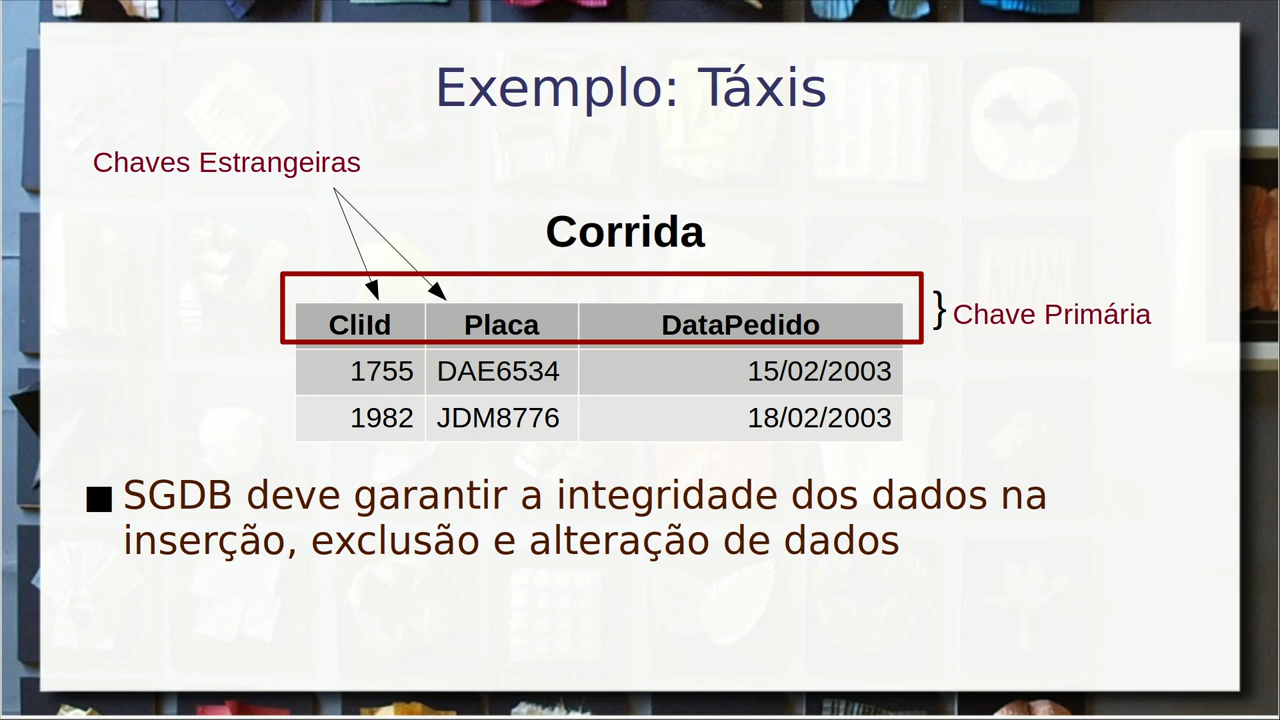 Exemplo: Táxis
Chaves Estrangeiras
Corrida
CliId Placa DataPedido
} Chave Primária
1755 DAE6534 15/02/2003
1982 JDM8776 18/02/2003
■ SGDB deve garantir a integridade dos dados na
inserção, exclusão e alteração de dados